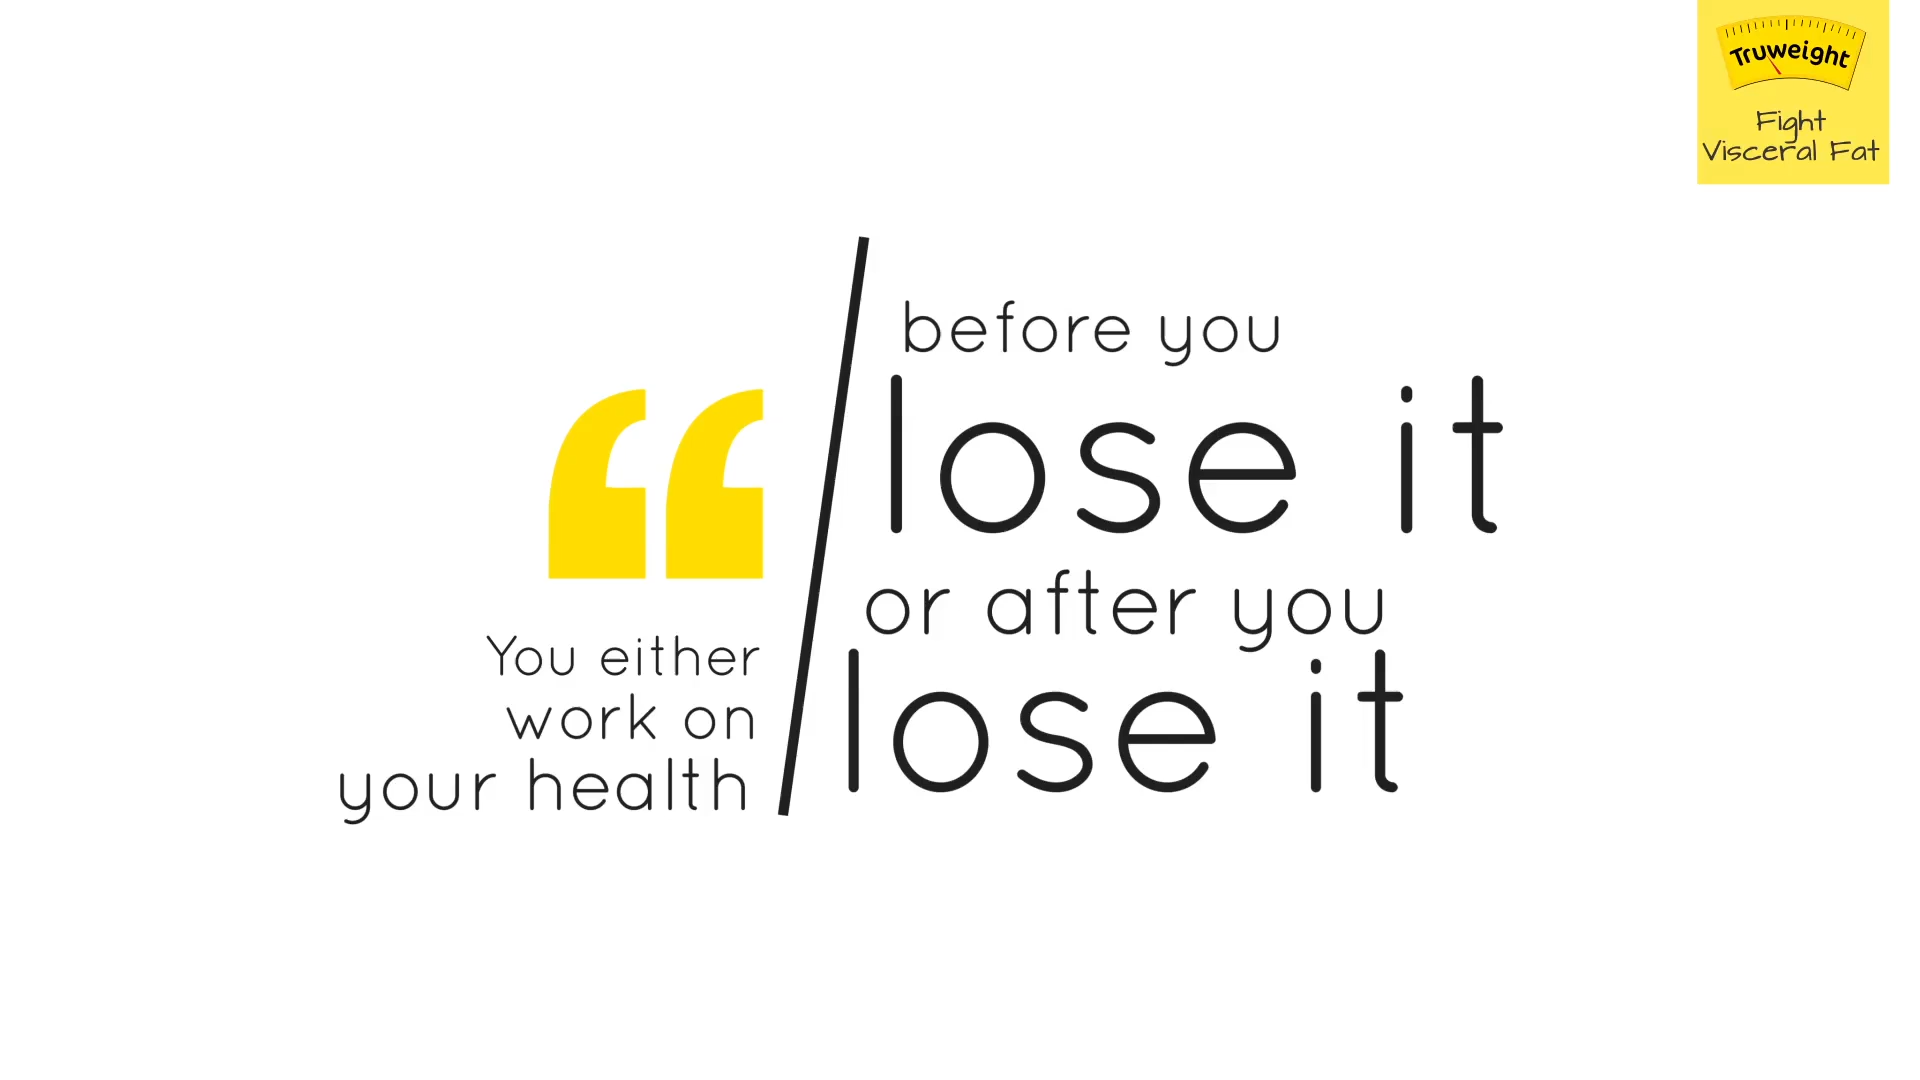 Truweight
Fight
Visceral Fat
You either
work on
your health
before you
lose it
or after you
lose it